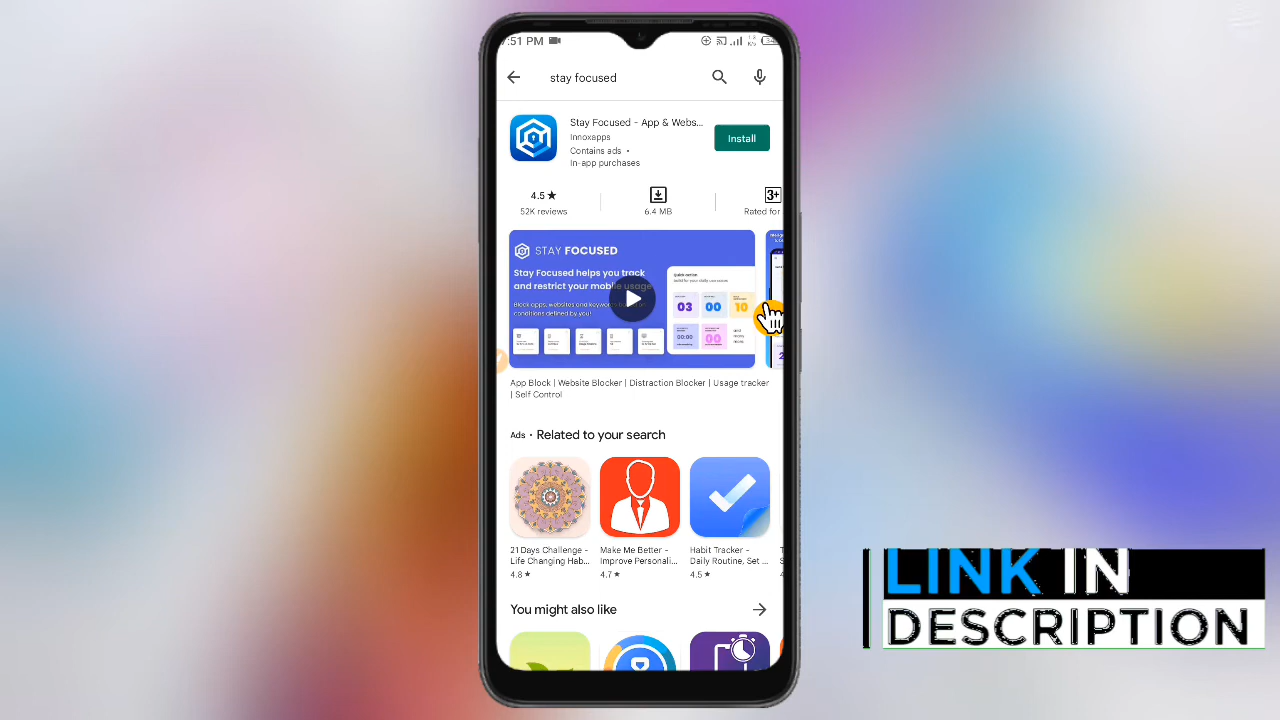 7:51 PM
stay focused
Stay Focused - App & Webs...
Install
Innoxapps
Contains ads •
In-app purchases
4.5★
3+
52K reviews
6.4 MB
Rated for
STAY FOCUSED
Stay Focused helps you track
and restrict your mobile usage
Block apps, websites and keywords
conditions defined by you!
Quick action
03
00
10
00:00
00
App Block | Website Blocker | Distraction Blocker | Usage tracker
| Self Control
Ads • Related to your search
21 Days Challenge -
Life Changing Hab...
4.8★
Make Me Better -
Improve Personali...
4.7★
Habit Tracker -
Daily Routine, Set ...
4.5★
You might also like
LINK IN
DESCRIPTION